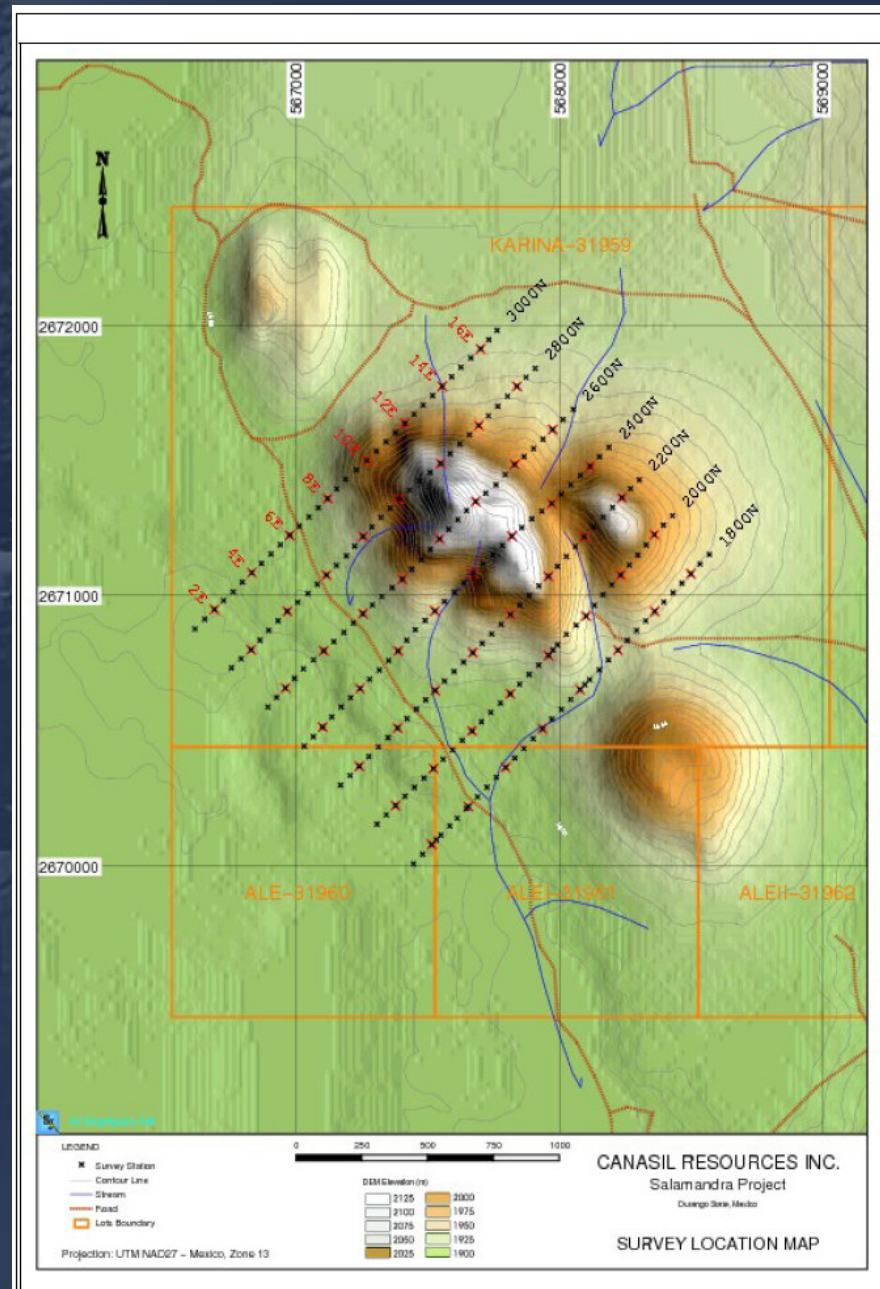 567000
568000
569000
N
KARINA-31959
2672000
16E
3000N
14E
2800N
12E
2600N
10E
2400N
8E
2200N
6E
2000N
4E
1800N
2E
2671000
2670000
ALE-31960
ALEI-31961
ALEII-31962
LEGEND
Survey Station
Contour Line
Stream
Road
Lots Boundary
Projection: UTM NAD27 - Mexico, Zone 13
0 250 500 750 1000
DEM Elevation (m)
2125 2000
2100 1975
2075 1950
2050 1925
2025 1900
CANASIL RESOURCES INC.
Salamandra Project
Durango State, Mexico
SURVEY LOCATION MAP